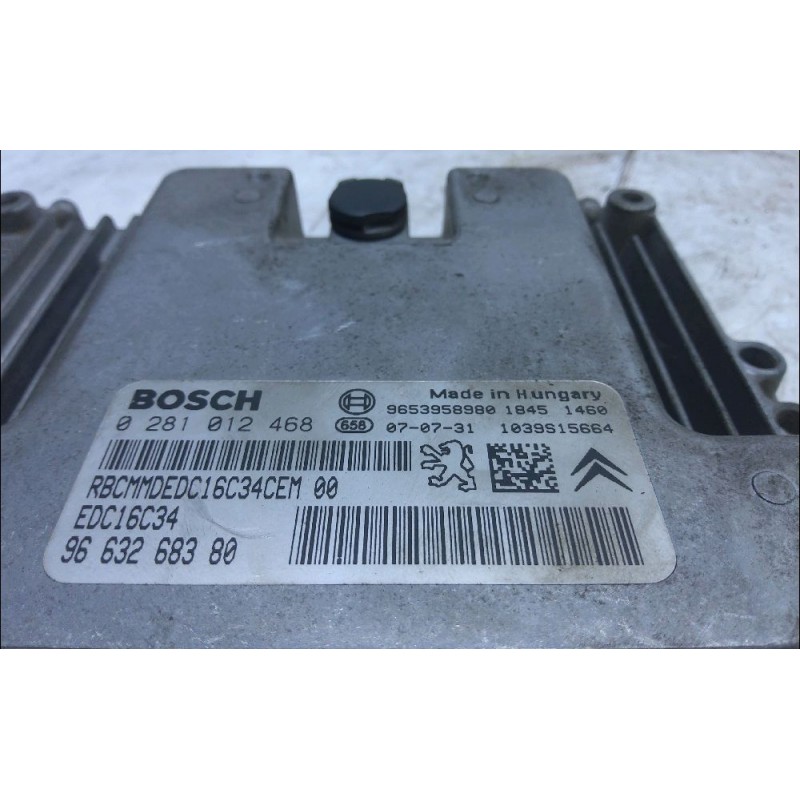 BOSCH
Made in Hungary
0 281 012 468
9653958980 1845 1460
658 07-07-31 1039S15664
RBCMMDEDC16C34CEM 00
EDC16C34
96 632 683 80